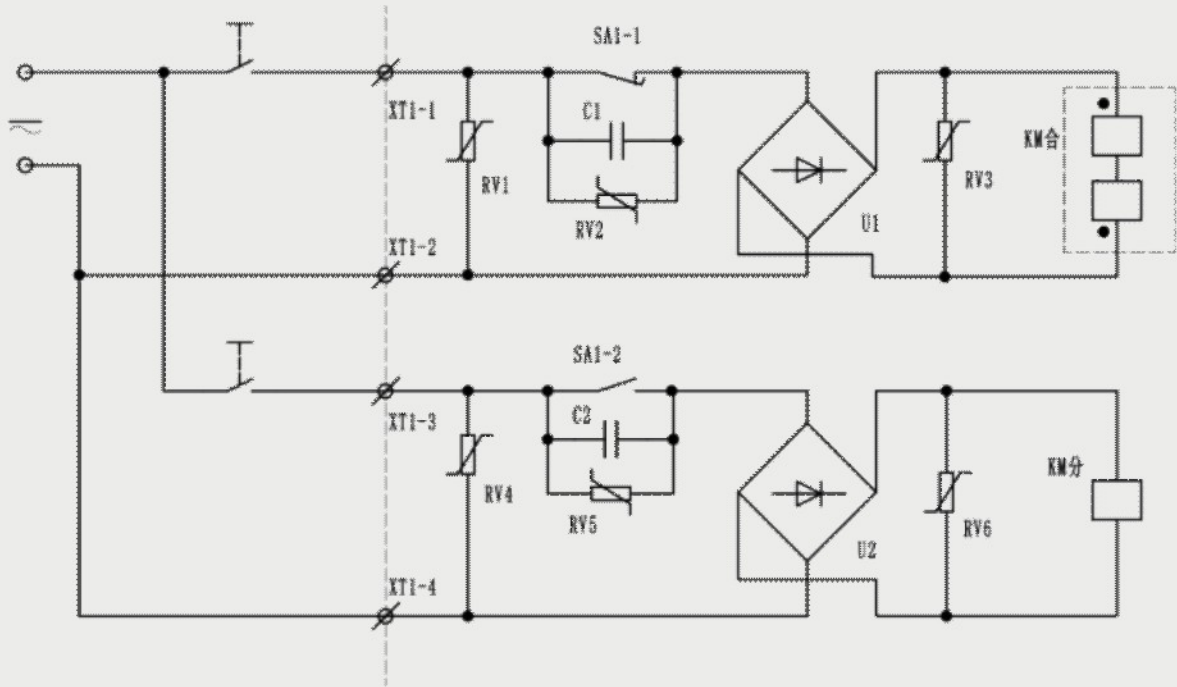 SA1-1
XT1-1
C1
KM合
RV1
RV3
RV2
U1
XT1-2
SA1-2
XT1-3
C2
KM分
RV4
RV5
RV6
U2
XT1-4